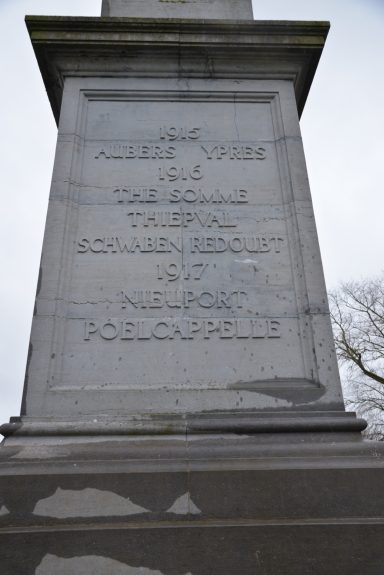 1915
AUBERS YPRES
1916
THE SOMME
THIEPVAL
SCHWABEN REDOUBT
1917
NIEUPORT
POELCAPPELLE